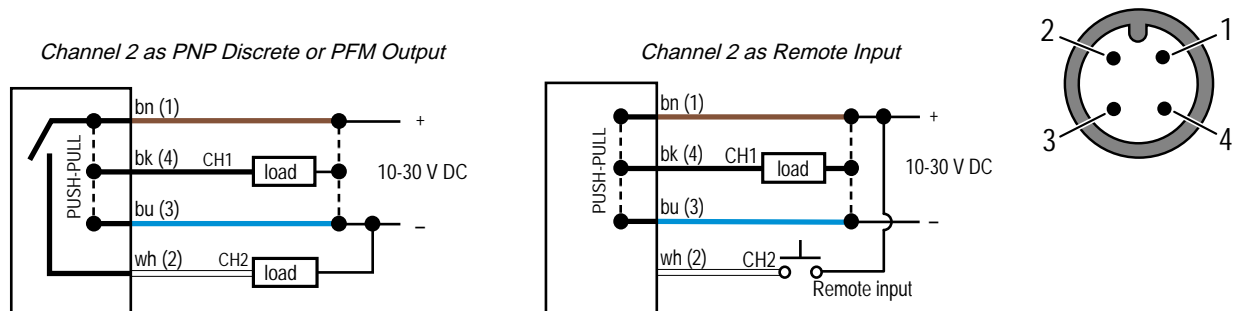 Channel 2 as PNP Discrete or PFM Output
bn (1)
+
PUSH-PULL
bk (4)
CH1
load
10-30 V DC
bu (3)
–
wh (2)
CH2
load
Channel 2 as Remote Input
bn (1)
+
PUSH-PULL
bk (4)
CH1
load
10-30 V DC
bu (3)
–
wh (2)
CH2
Remote input
2
1
3
4